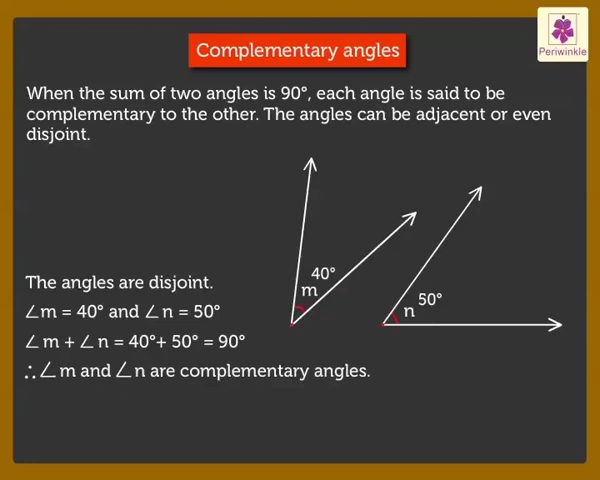 Complementary angles
Periwinkle
When the sum of two angles is 90°, each angle is said to be
complementary to the other. The angles can be adjacent or even
disjoint.
40°
m
50°
n
The angles are disjoint.
∠m = 40° and ∠ n = 50°
∠ m + ∠ n = 40°+ 50° = 90°
∴ ∠ m and ∠ n are complementary angles.